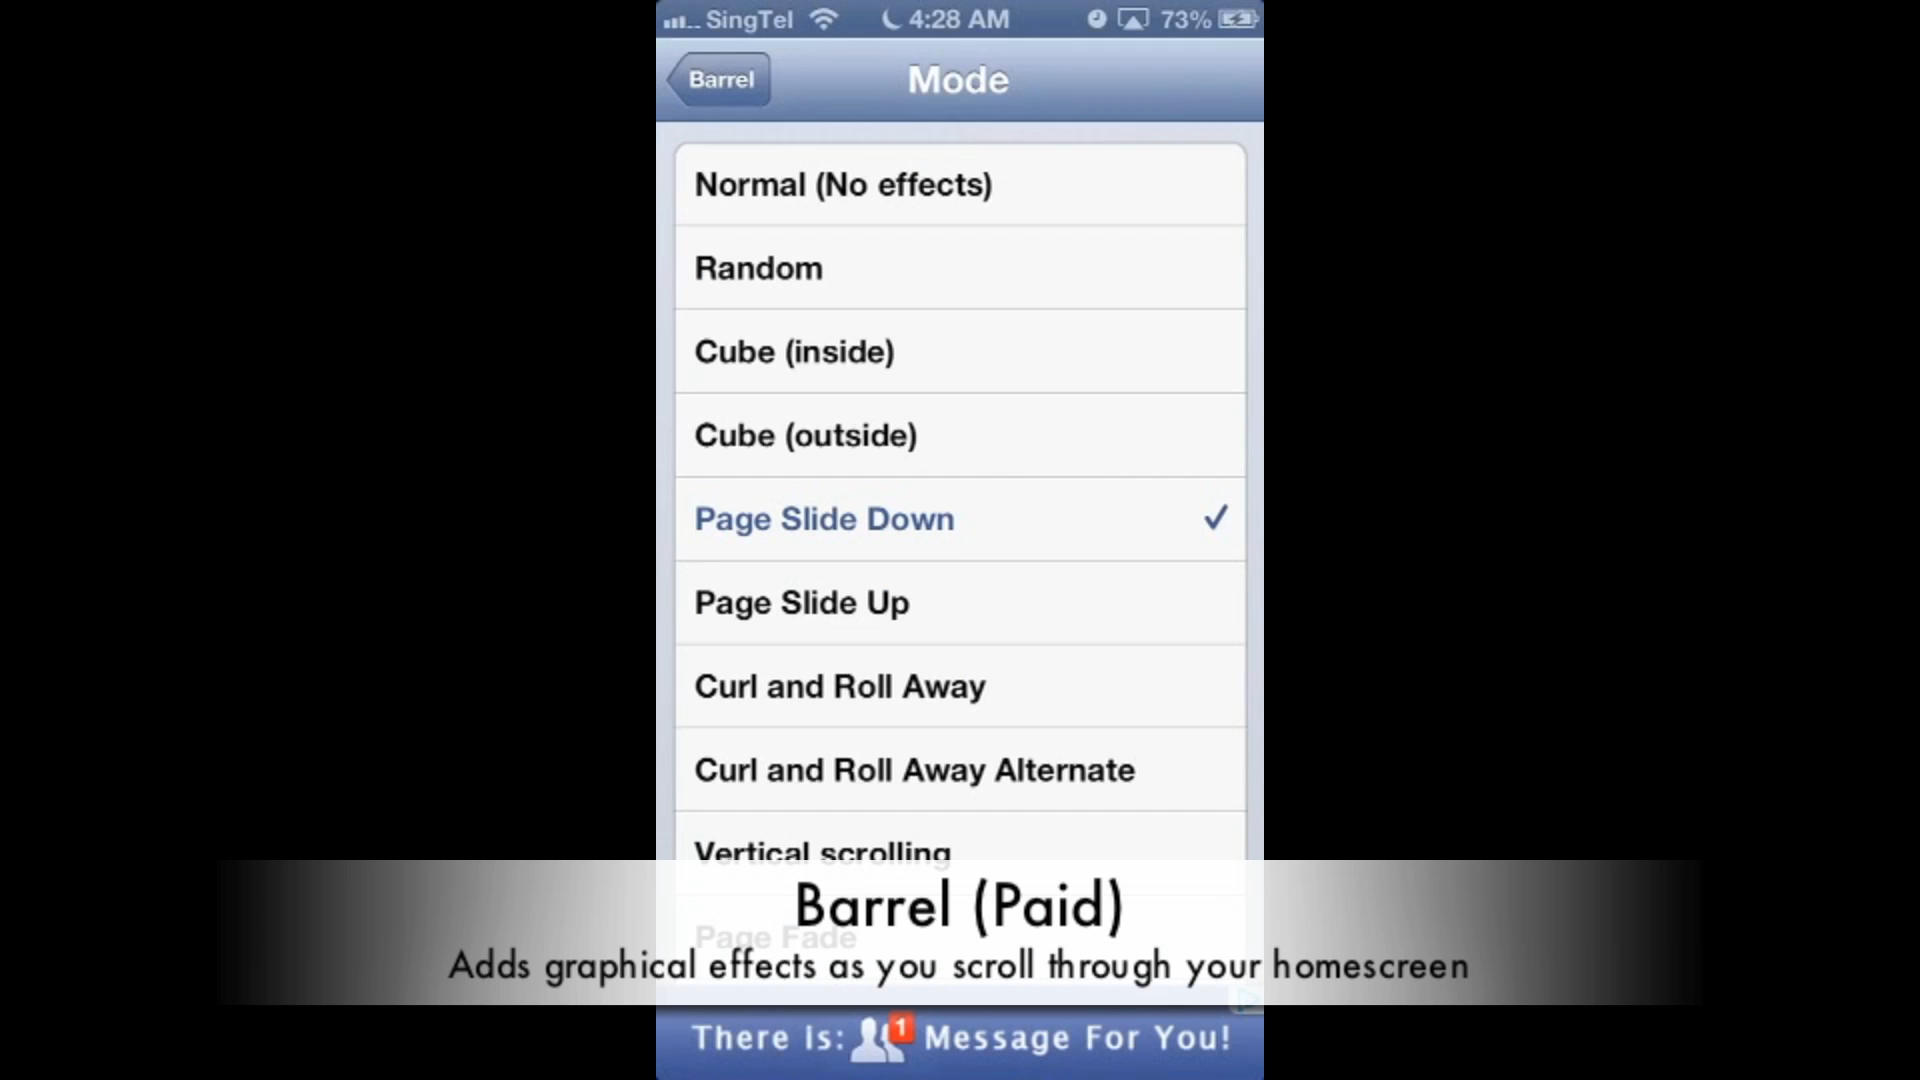 SingTel 4:28 AM 73%
Barrel Mode
Normal (No effects)
Random
Cube (inside)
Cube (outside)
Page Slide Down
Page Slide Up
Curl and Roll Away
Curl and Roll Away Alternate
Vertical scrolling
Barrel (Paid)
Page Fade
Adds graphical effects as you scroll through your homescreen
There Is: 1 Message For You!